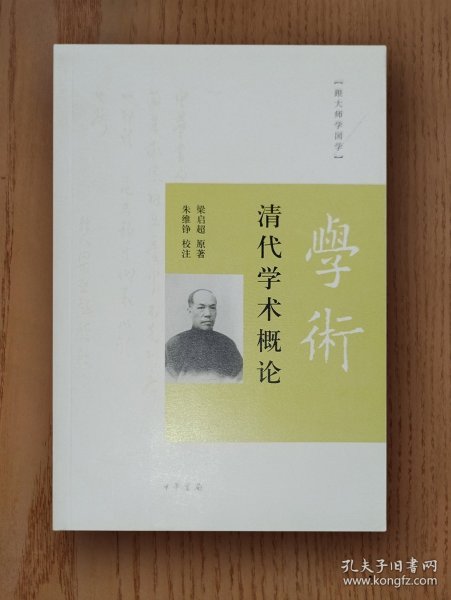 【跟大师学国学】
學術
清代学术概论
梁启超 原著
朱维铮 校注
中华书局
孔夫子旧书网
www.kongfz.com